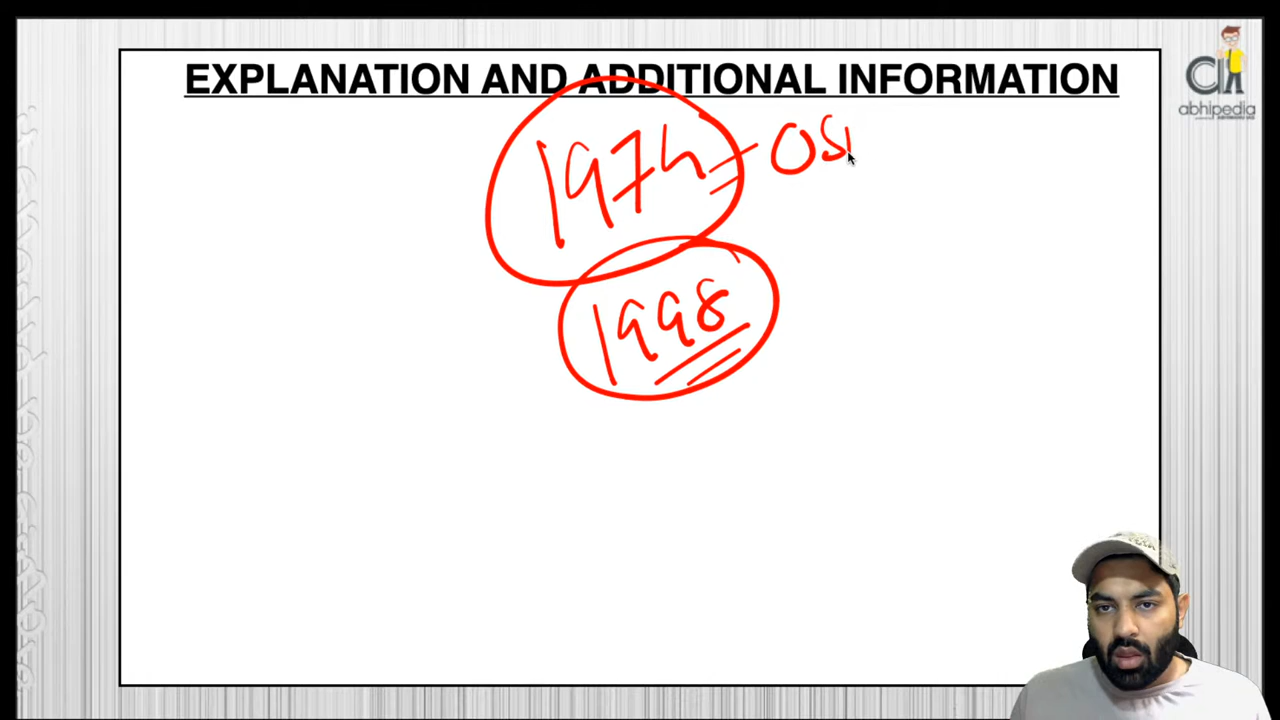 EXPLANATION AND ADDITIONAL INFORMATION
abhipedia
1974 = OS
1998